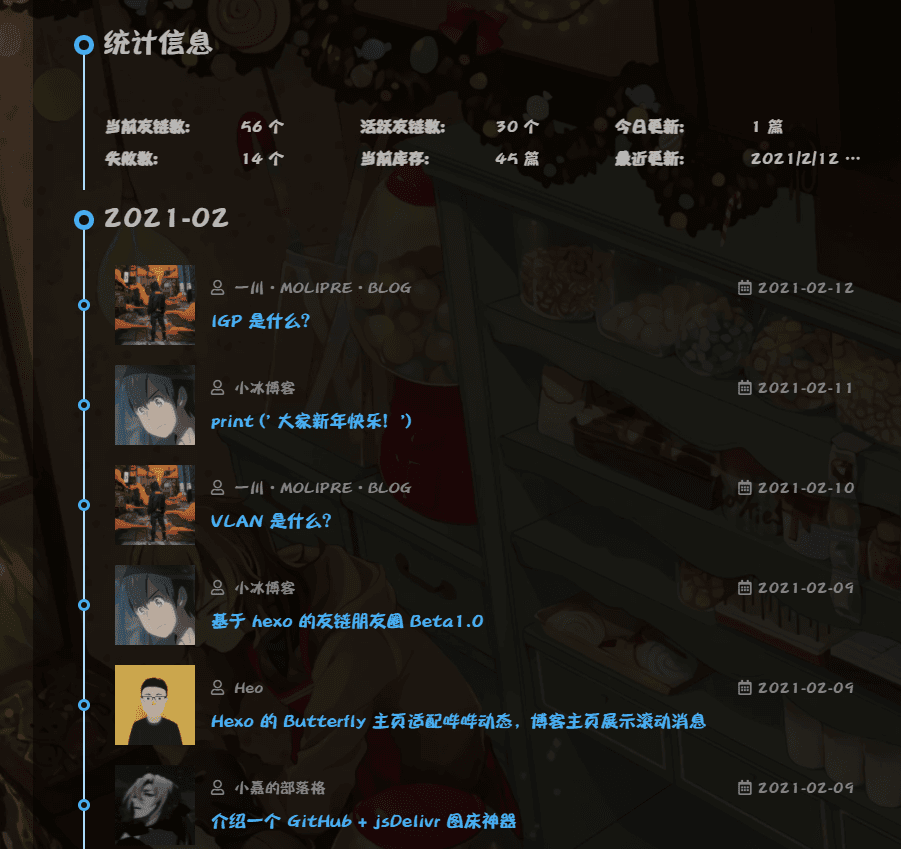 统计信息
当前友链数: 56 个 活跃友链数: 30 个 今日更新: 1 篇
失败数: 14 个 当前库存: 45 篇 最近更新: 2021/2/12 ...
2021-02
一川·MOLIPRE·BLOG 2021-02-12
IGP 是什么?
小冰博客 2021-02-11
print (' 大家新年快乐! ')
一川·MOLIPRE·BLOG 2021-02-10
VLAN 是什么?
小冰博客 2021-02-09
基于 hexo 的友链朋友圈 Beta1.0
Heo 2021-02-09
Hexo 的 Butterfly 主页适配哔哔动态，博客主页展示滚动消息
小嘉的部落格 2021-02-09
介绍一个 GitHub + jsDelivr 图床神器